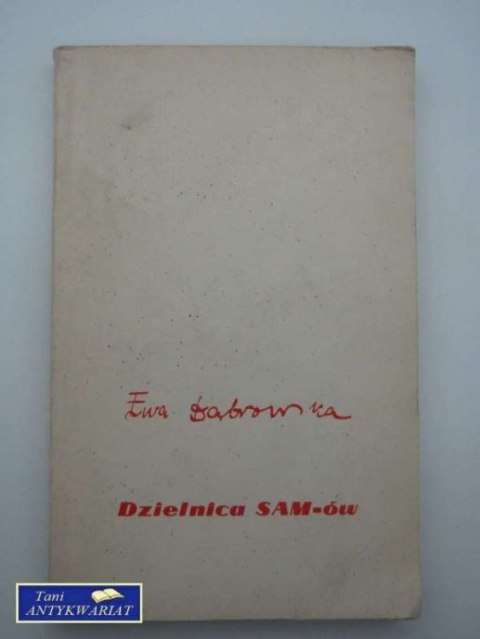 Ewa Dąbrowska
Dzielnica SAM-ów
Tani
ANTYKWARIAT